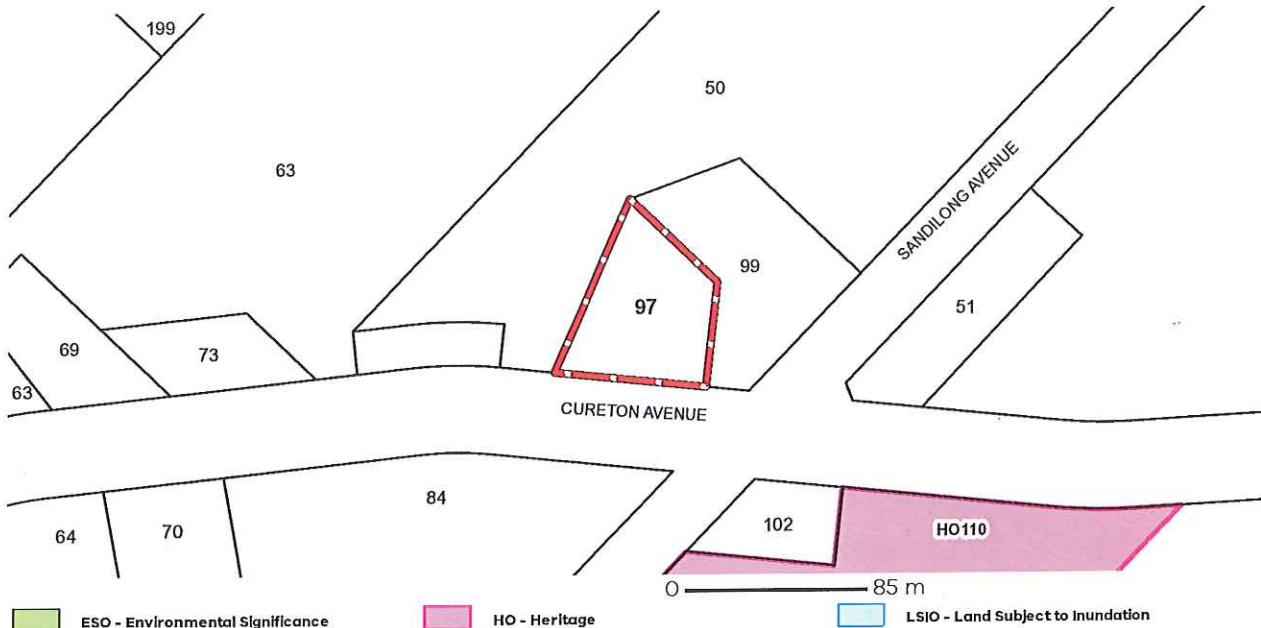 199
50
63
SANDILONG AVENUE
99
97
51
69
73
63
CURETON AVENUE
84
102
HO110
64
70
0 85 m
ESO - Environmental Significance
HO - Heritage
LSIO - Land Subject to Inundation